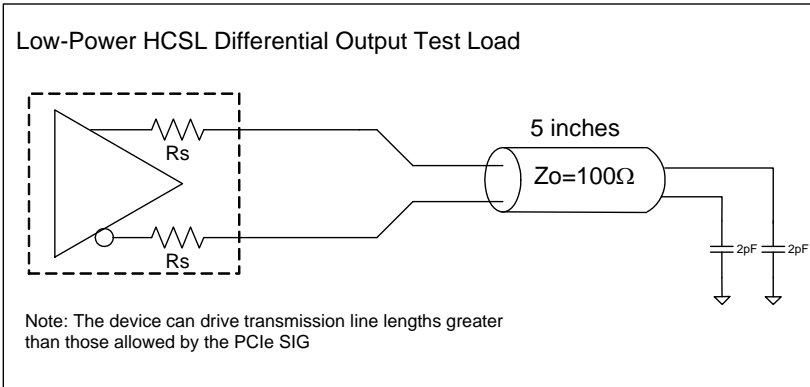 Low-Power HCSL Differential Output Test Load
5 inches
Rs
Zo=100Ω
2pF 2pF
Rs
Note: The device can drive transmission line lengths greater
than those allowed by the PCIe SIG